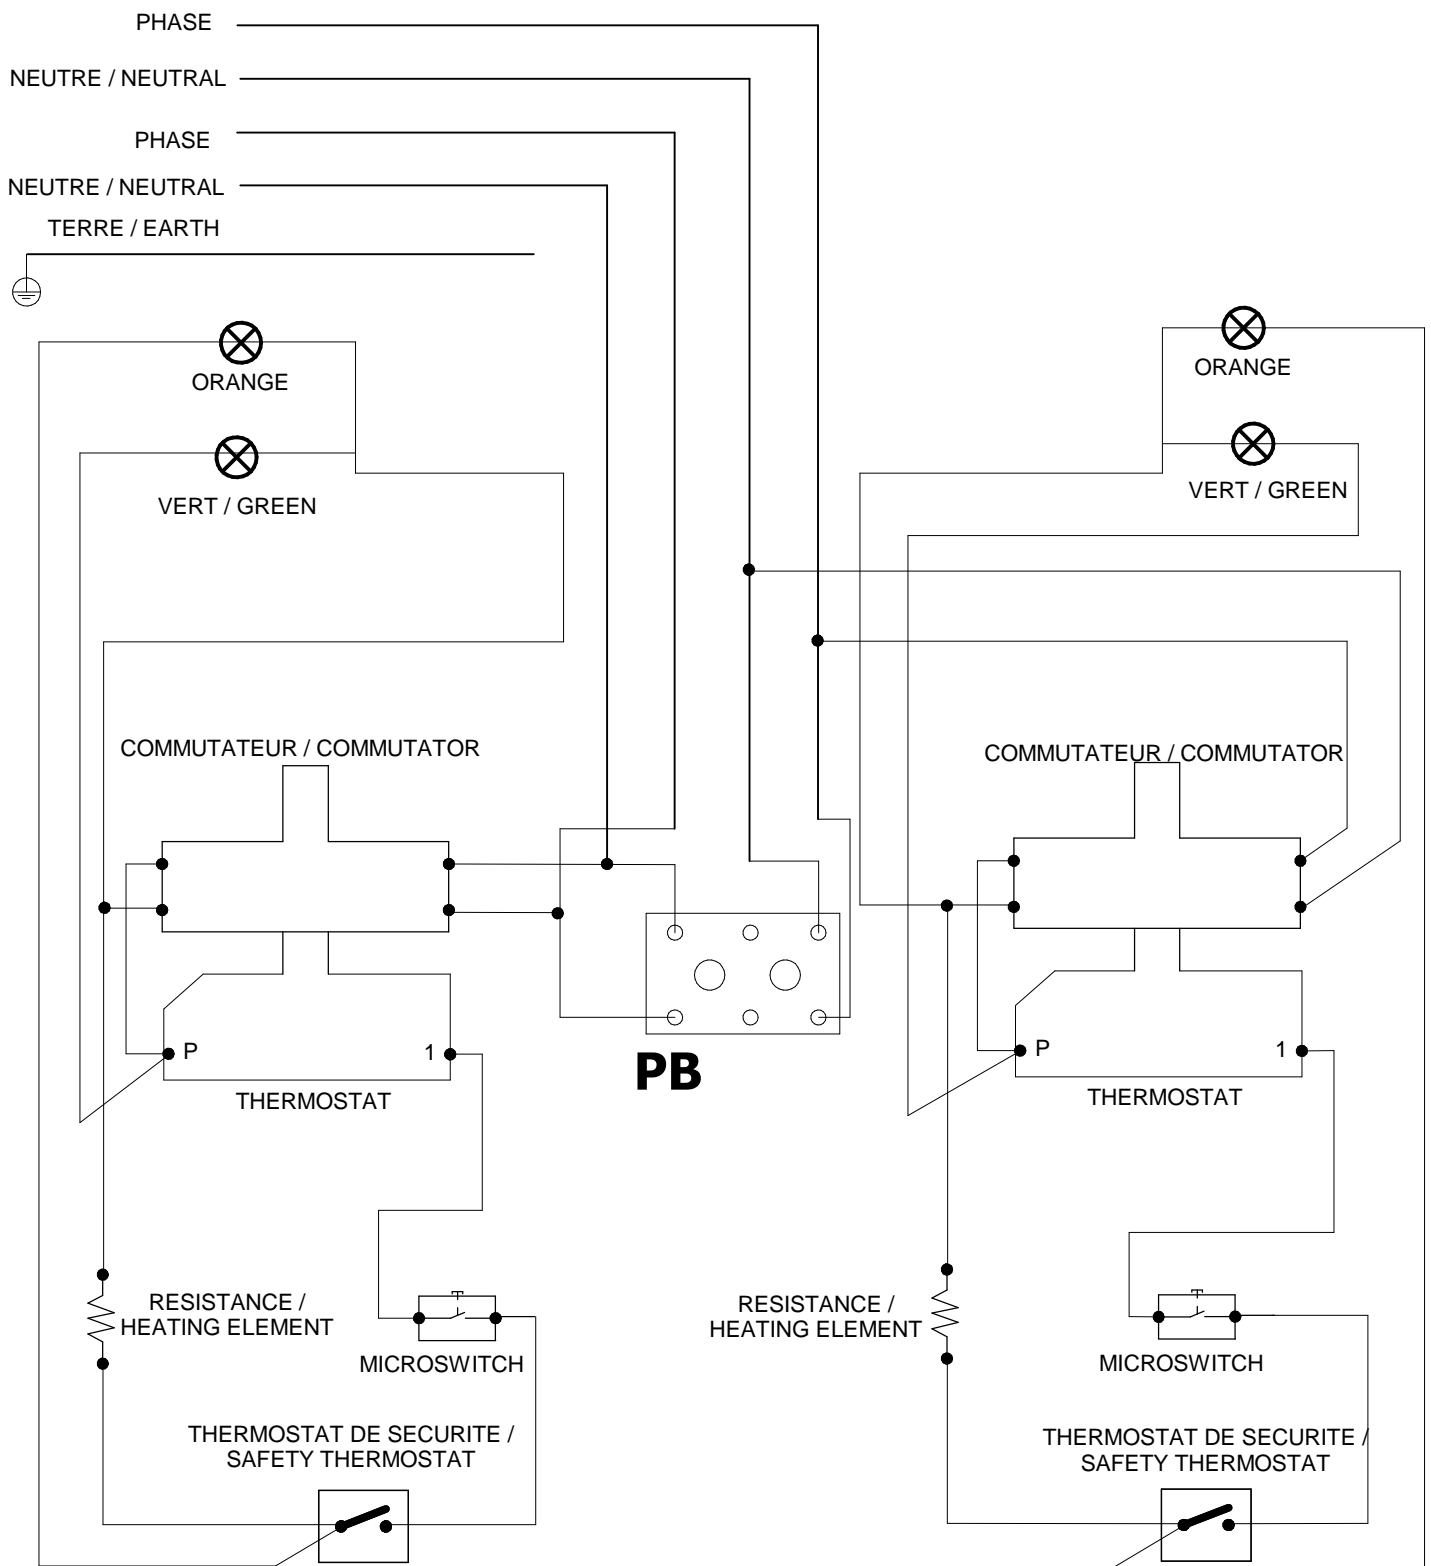 PHASE
NEUTRE / NEUTRAL
PHASE
NEUTRE / NEUTRAL
TERRE / EARTH
ORANGE
ORANGE
VERT / GREEN
VERT / GREEN
COMMUTATEUR / COMMUTATOR
COMMUTATEUR / COMMUTATOR
P
1
P
1
PB
THERMOSTAT
THERMOSTAT
RESISTANCE /
HEATING ELEMENT
RESISTANCE /
HEATING ELEMENT
MICROSWITCH
MICROSWITCH
THERMOSTAT DE SECURITE /
SAFETY THERMOSTAT
THERMOSTAT DE SECURITE /
SAFETY THERMOSTAT